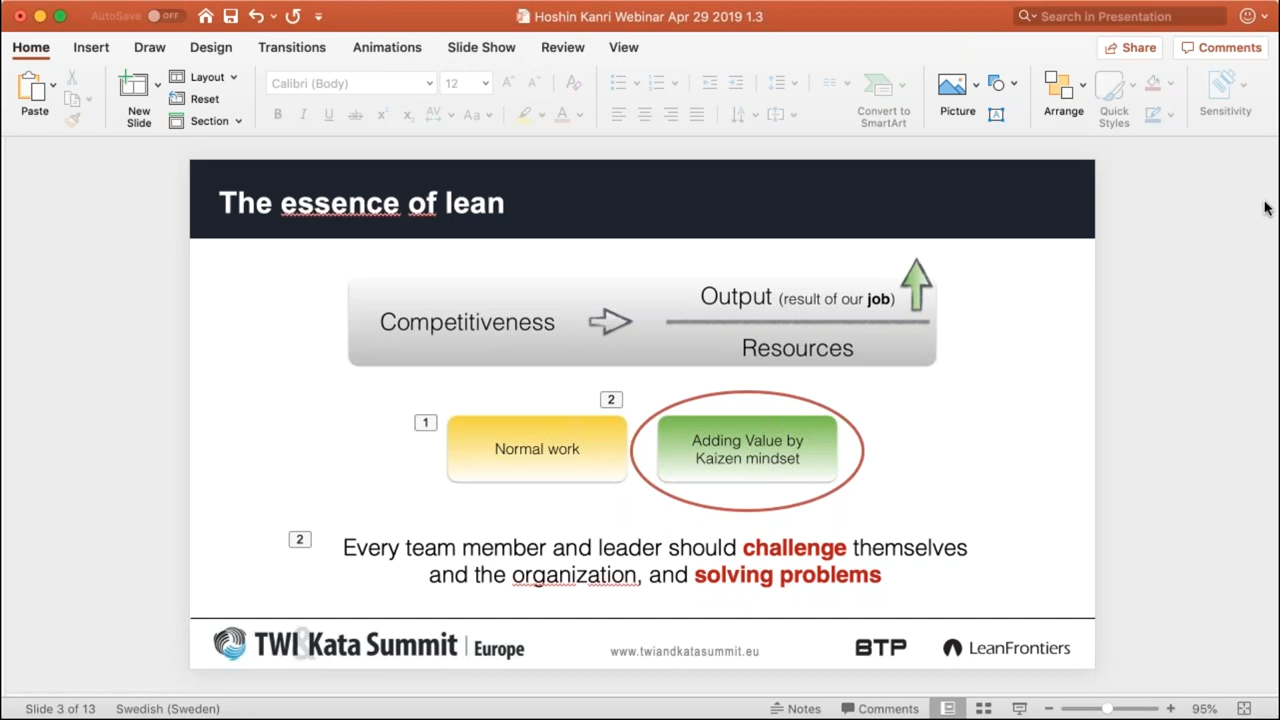 AutoSave OFF
Hoshin Kanri Webinar Apr 29 2019 1.3
Search in Presentation
Home Insert Draw Design Transitions Animations Slide Show Review View
Share Comments
Paste
New Slide
Layout
Reset
Section
Calibri (Body) 12
B I U ab X
AV Aa A
Convert to SmartArt
Picture
Arrange
Quick Styles
Sensitivity
The essence of lean
Competitiveness
Output (result of our job)
Resources
1
2
Normal work
Adding Value by
Kaizen mindset
2
Every team member and leader should challenge themselves
and the organization, and solving problems
TWI & Kata Summit | Europe
www.twiandkatasummit.eu
BTP
LeanFrontiers
Slide 3 of 13 Swedish (Sweden) Notes Comments 95%